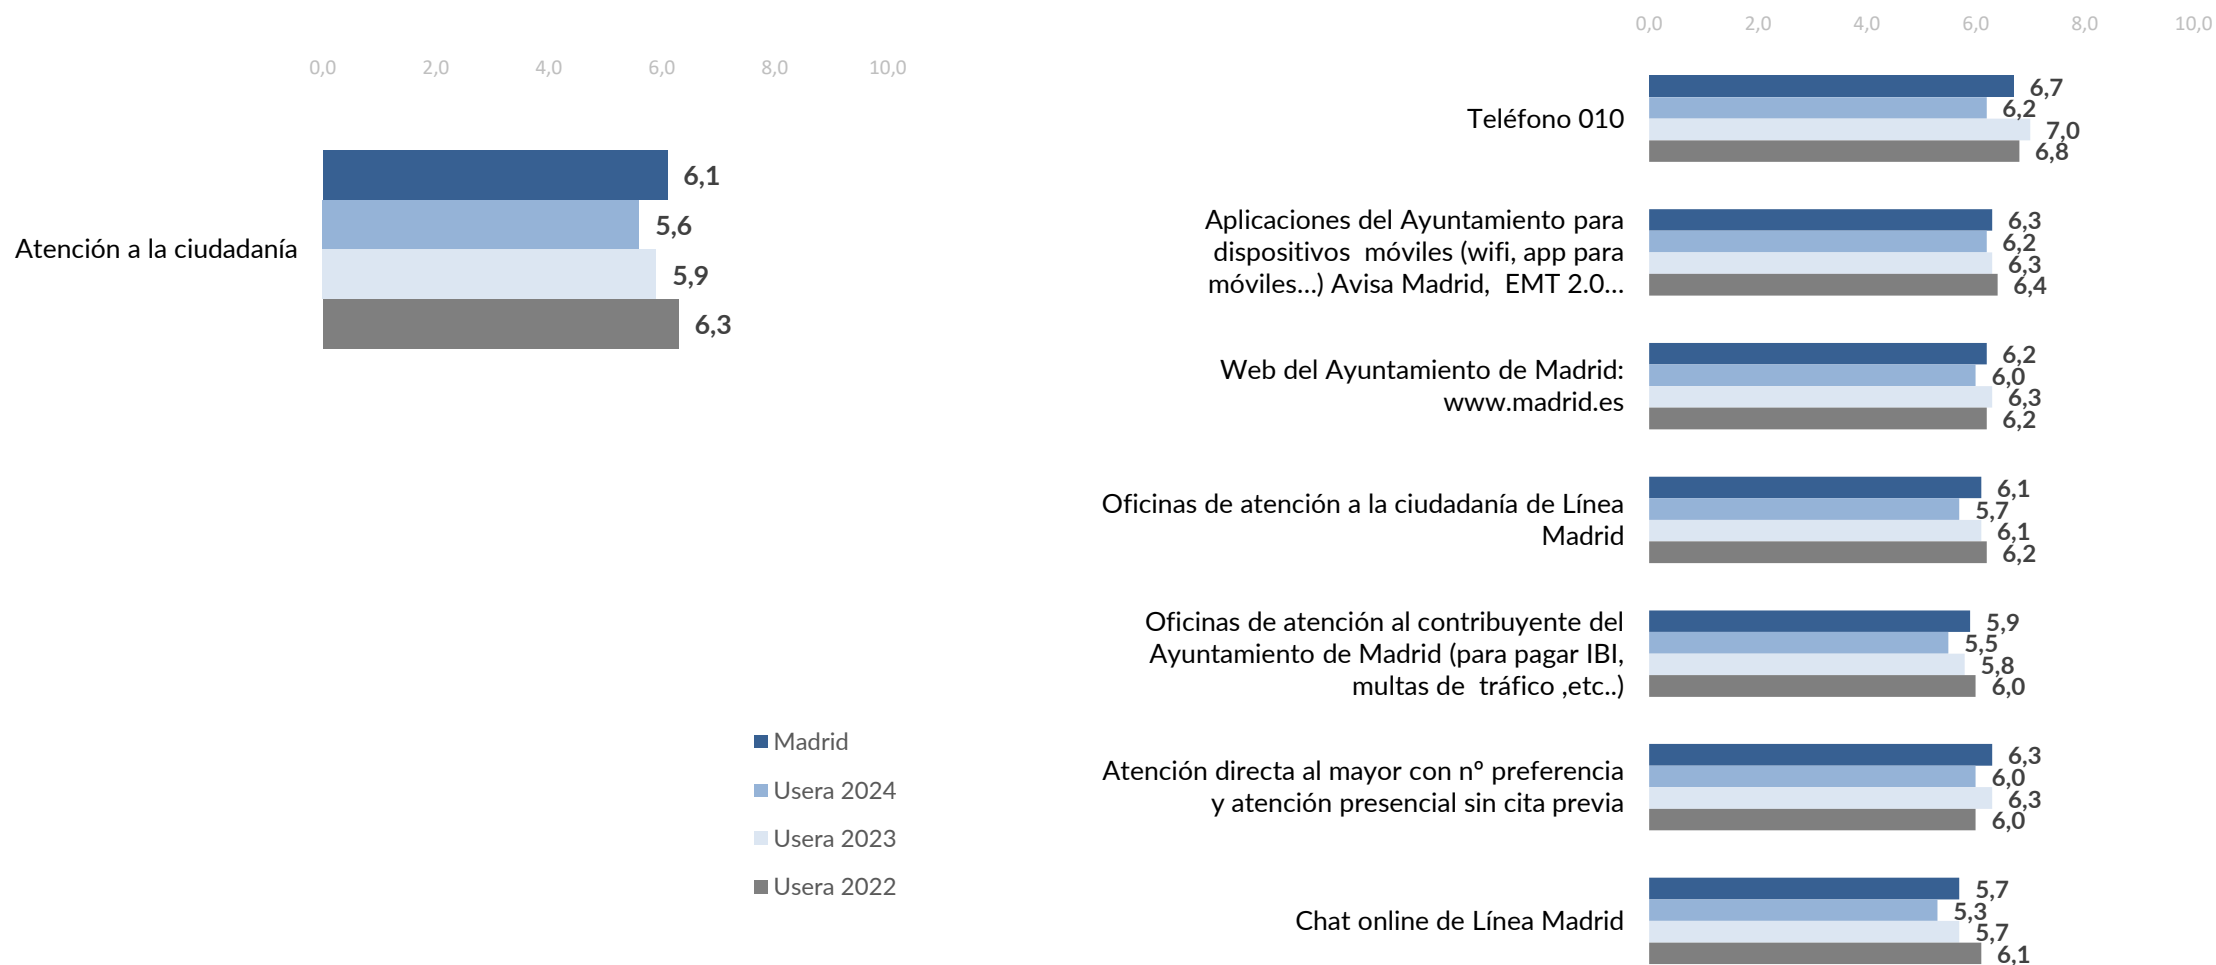 0,0 2,0 4,0 6,0 8,0 10,0
Atención a la ciudadanía
6,1
5,6
5,9
6,3
Madrid
Usera 2024
Usera 2023
Usera 2022
0,0 2,0 4,0 6,0 8,0 10,0
Teléfono 010
6,7
6,2
7,0
6,8
Aplicaciones del Ayuntamiento para
dispositivos móviles (wifi, app para
móviles...) Avisa Madrid, EMT 2.0...
6,3
6,2
6,3
6,4
Web del Ayuntamiento de Madrid:
www.madrid.es
6,2
6,0
6,3
6,2
Oficinas de atención a la ciudadanía de Línea
Madrid
6,1
5,7
6,1
6,2
Oficinas de atención al contribuyente del
Ayuntamiento de Madrid (para pagar IBI,
multas de tráfico ,etc..)
5,9
5,5
5,8
6,0
Atención directa al mayor con nº preferencia
y atención presencial sin cita previa
6,3
6,0
6,3
6,0
Chat online de Línea Madrid
5,7
5,3
5,7
6,1